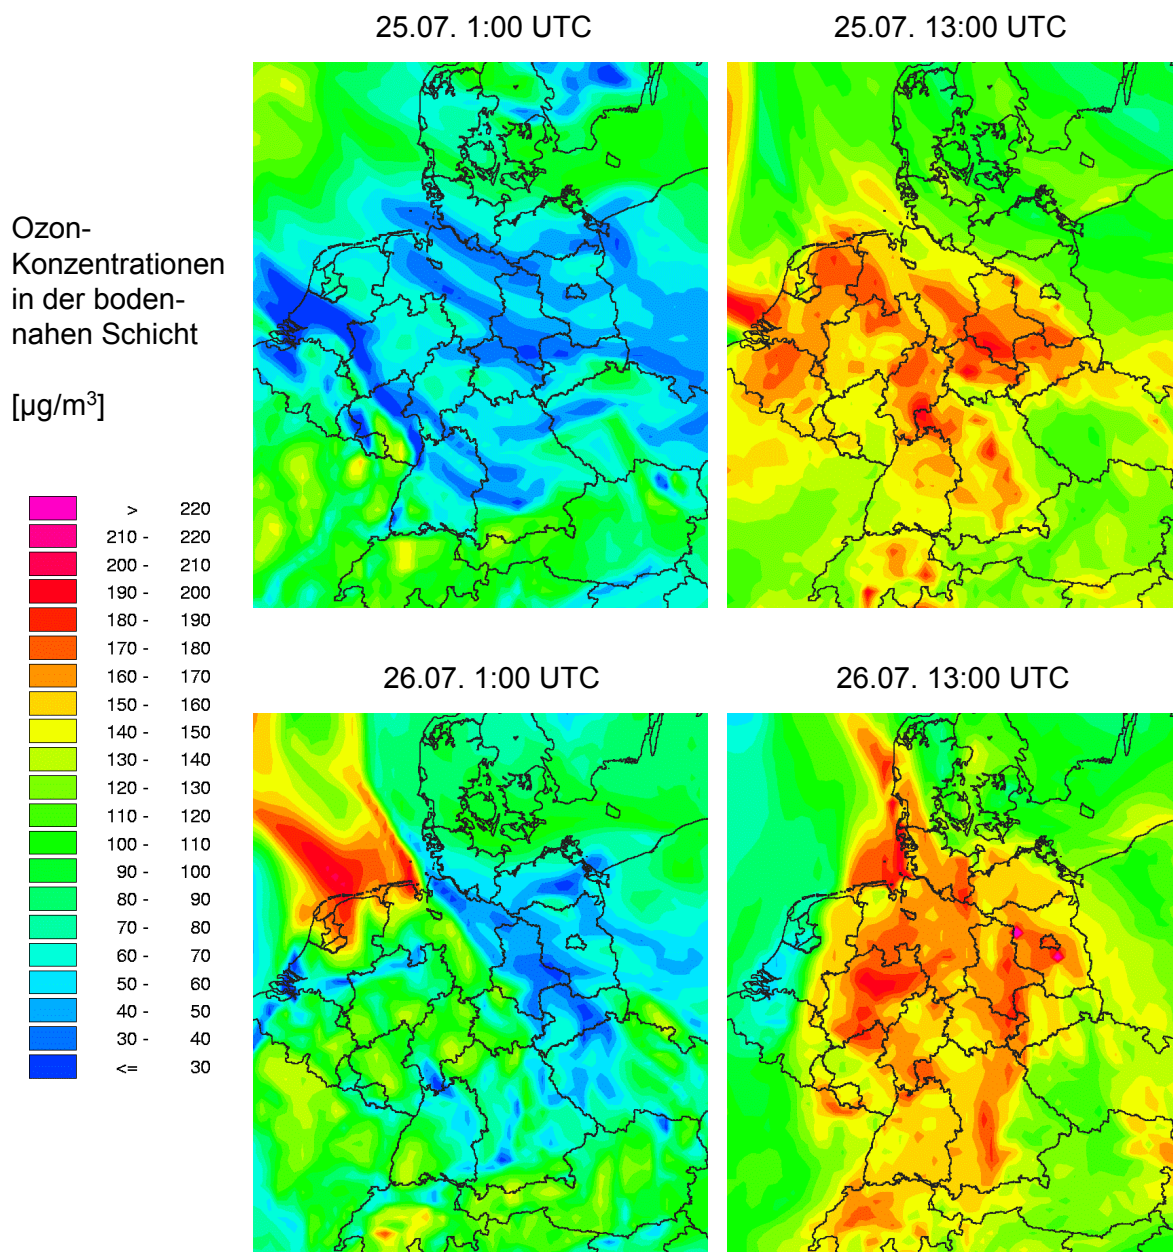 25.07. 1:00 UTC
25.07. 13:00 UTC
Ozon-
Konzentrationen
in der boden-
nahen Schicht
[µg/m³]
> 220
210 - 220
200 - 210
190 - 200
180 - 190
170 - 180
160 - 170
150 - 160
140 - 150
130 - 140
120 - 130
110 - 120
100 - 110
90 - 100
80 - 90
70 - 80
60 - 70
50 - 60
40 - 50
30 - 40
<= 30
26.07. 1:00 UTC
26.07. 13:00 UTC